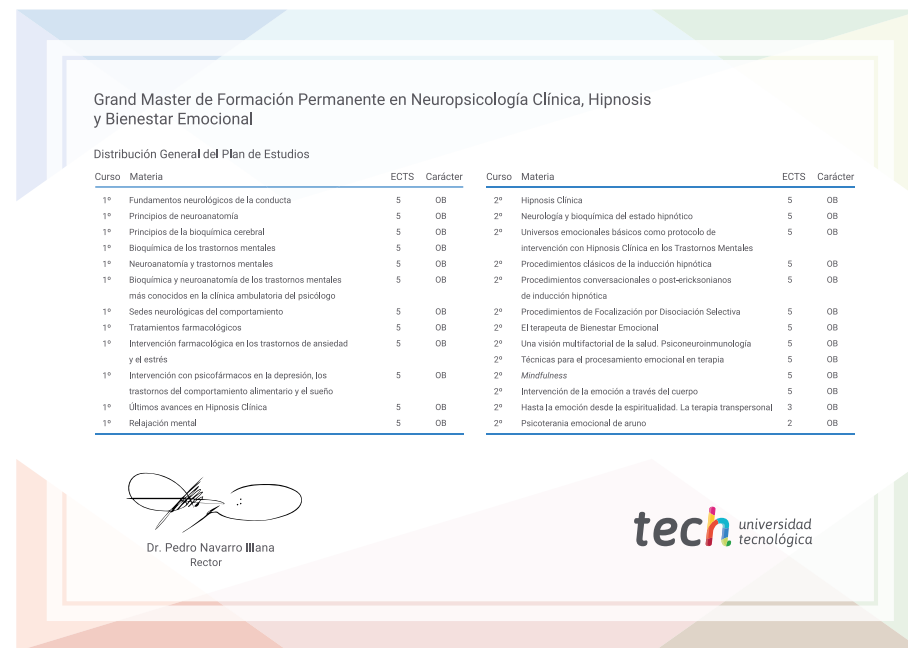 Grand Master de Formación Permanente en Neuropsicología Clínica, Hipnosis
y Bienestar Emocional
Distribución General del Plan de Estudios
Curso Materia ECTS Carácter
1º Fundamentos neurológicos de la conducta 5 OB
1º Principios de neuroanatomía 5 OB
1º Principios de la bioquímica cerebral 5 OB
1º Bioquímica de los trastornos mentales 5 OB
1º Neuroanatomía y trastornos mentales 5 OB
1º Bioquímica y neuroanatomía de los trastornos mentales 5 OB
más conocidos en la clínica ambulatoria del psicólogo
1º Sedes neurológicas del comportamiento 5 OB
1º Tratamientos farmacológicos 5 OB
1º Intervención farmacológica en los trastornos de ansiedad 5 OB
y el estrés
1º Intervención con psicofármacos en la depresión, los 5 OB
trastornos del comportamiento alimentario y el sueño
1º Últimos avances en Hipnosis Clínica 5 OB
1º Relajación mental 5 OB
Curso Materia ECTS Carácter
2º Hipnosis Clínica 5 OB
2º Neurología y bioquímica del estado hipnótico 5 OB
2º Universos emocionales básicos como protocolo de 5 OB
intervención con Hipnosis Clínica en los Trastornos Mentales
2º Procedimientos clásicos de la inducción hipnótica 5 OB
2º Procedimientos conversacionales o post-ericksonianos 5 OB
de inducción hipnótica
2º Procedimientos de Focalización por Disociación Selectiva 5 OB
2º El terapeuta de Bienestar Emocional 5 OB
2º Una visión multifactorial de la salud. Psiconeuroinmunología 5 OB
2º Técnicas para el procesamiento emocional en terapia 5 OB
2º Mindfulness 5 OB
2º Intervención de la emoción a través del cuerpo 5 OB
2º Hasta la emoción desde la espiritualidad. La terapia transpersonal 3 OB
2º Psicoterania emocional de aruno 2 OB
Dr. Pedro Navarro Illana
Rector
tech universidad
tecnológica